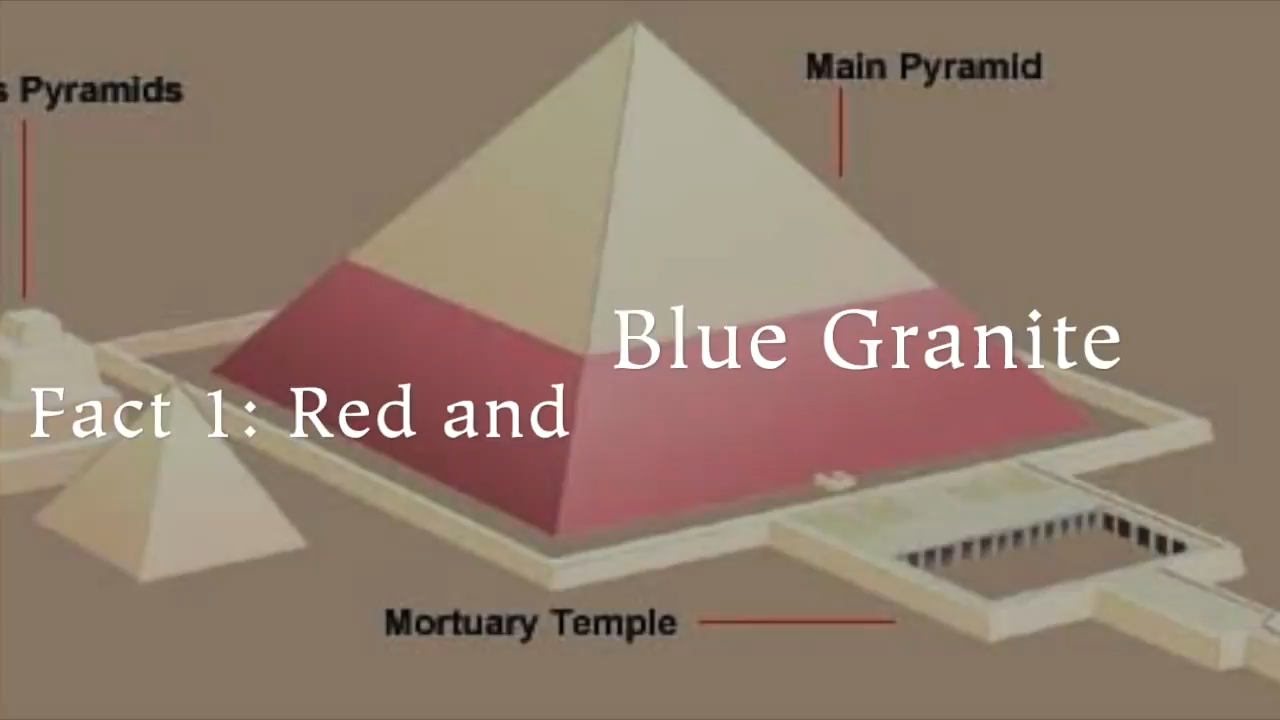 s Pyramids
Main Pyramid
Blue Granite
Fact 1: Red and
Mortuary Temple